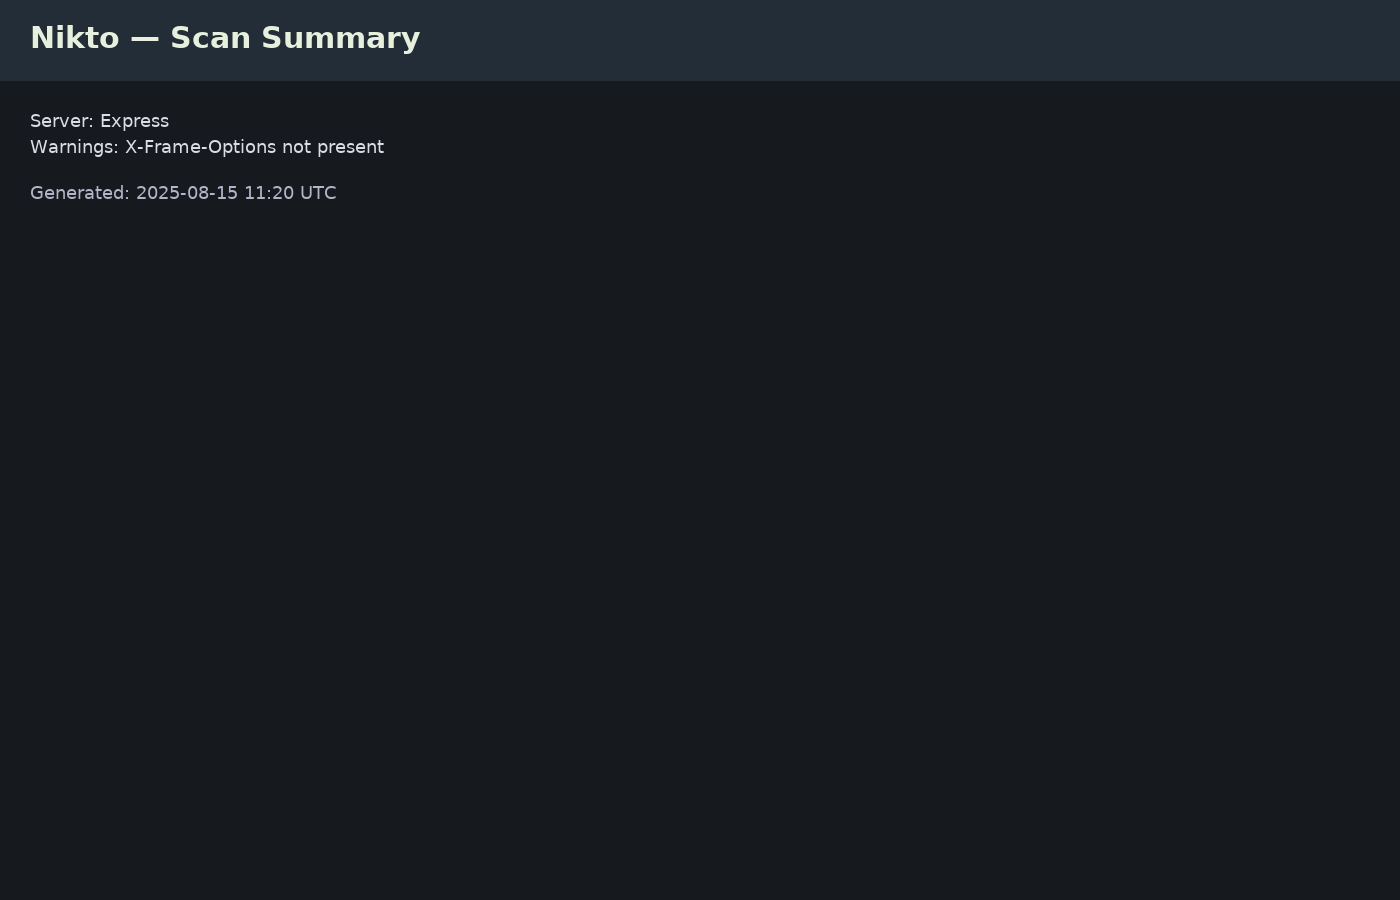 Nikto — Scan Summary
Server: Express
Warnings: X-Frame-Options not present
Generated: 2025-08-15 11:20 UTC